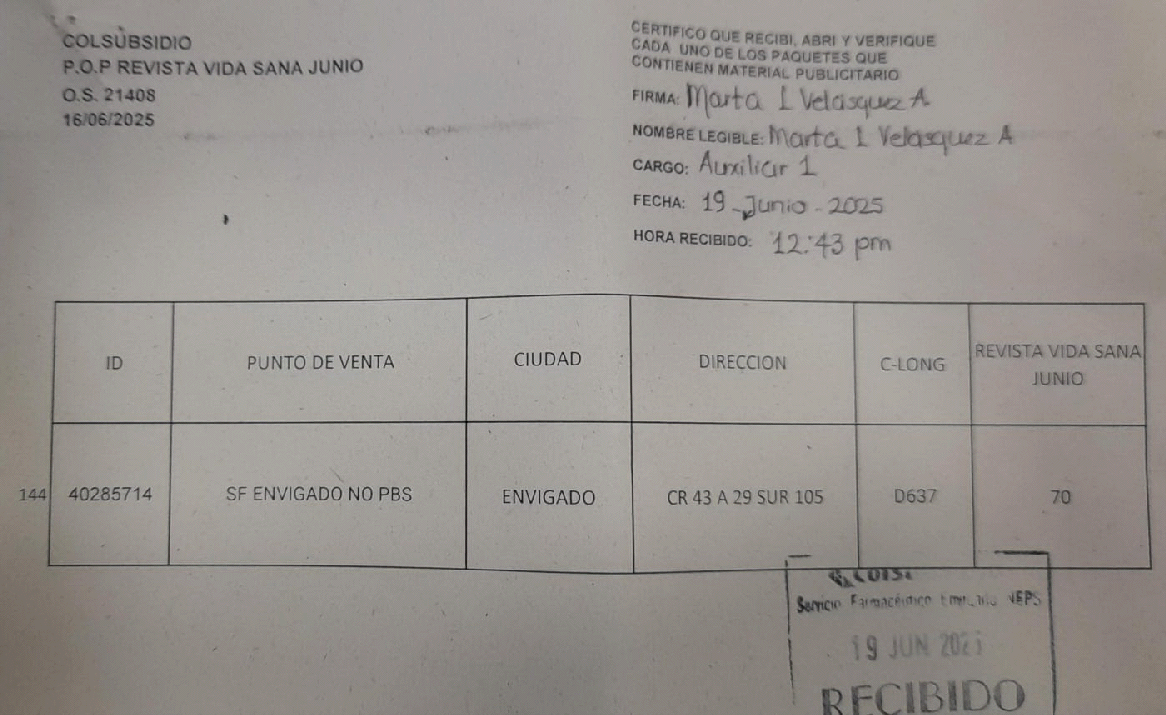 COLSUBSIDIO
P.O.P REVISTA VIDA SANA JUNIO
O.S. 21408
16/06/2025
CERTIFICO QUE RECIBI, ABRI Y VERIFIQUE
CADA UNO DE LOS PAQUETES QUE
CONTIENEN MATERIAL PUBLICITARIO
FIRMA: Marta I Velásquez A
NOMBRE LEGIBLE: Marta I Velásquez A
CARGO: Auxiliar 1
FECHA: 19 - Junio - 2025
HORA RECIBIDO: 12:43 pm
ID PUNTO DE VENTA CIUDAD DIRECCION C-LONG REVISTA VIDA SANA
JUNIO
144 40285714 SF ENVIGADO NO PBS ENVIGADO CR 43 A 29 SUR 105 D637 70
Servicio Farmacéutico
19 JUN
RECIBIDO